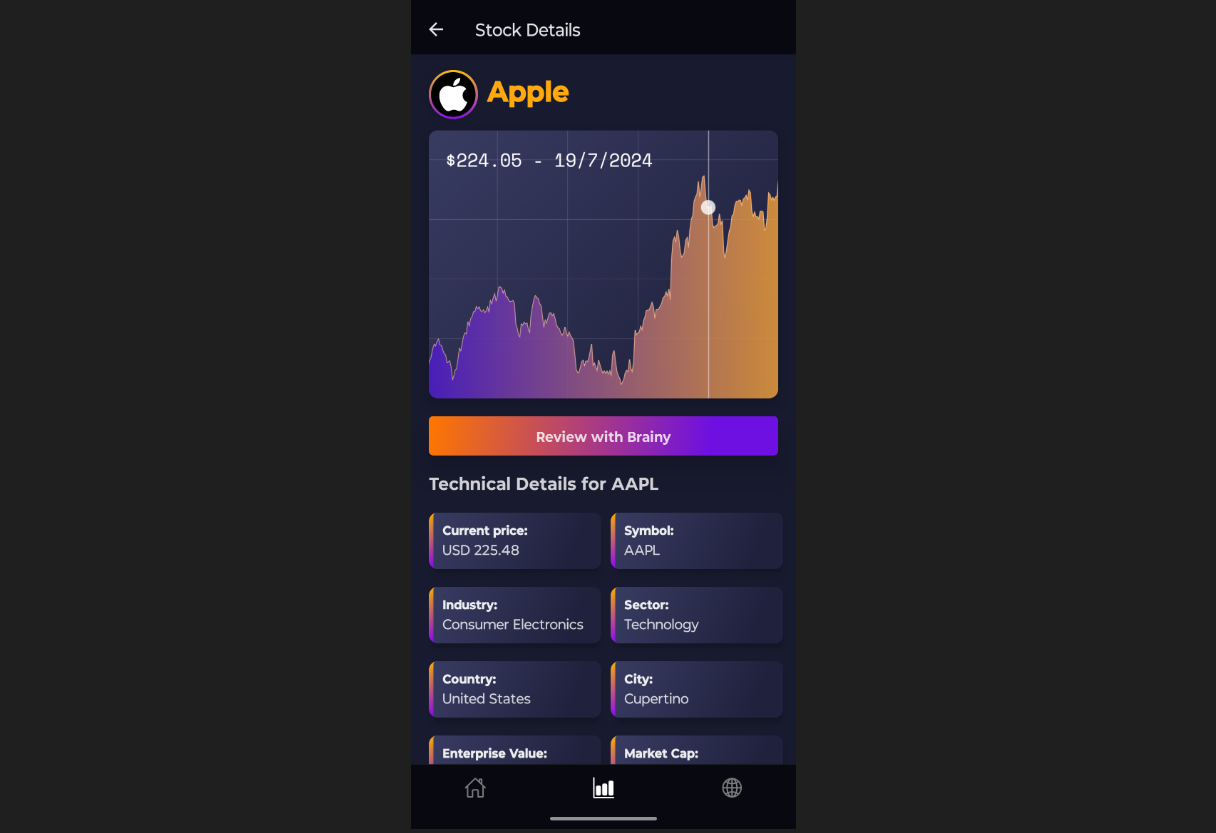 Stock Details
Apple
$224.05 - 19/7/2024
Review with Brainy
Technical Details for AAPL
Current price:
USD 225.48
Symbol:
AAPL
Industry:
Consumer Electronics
Sector:
Technology
Country:
United States
City:
Cupertino
Enterprise Value:
Market Cap: